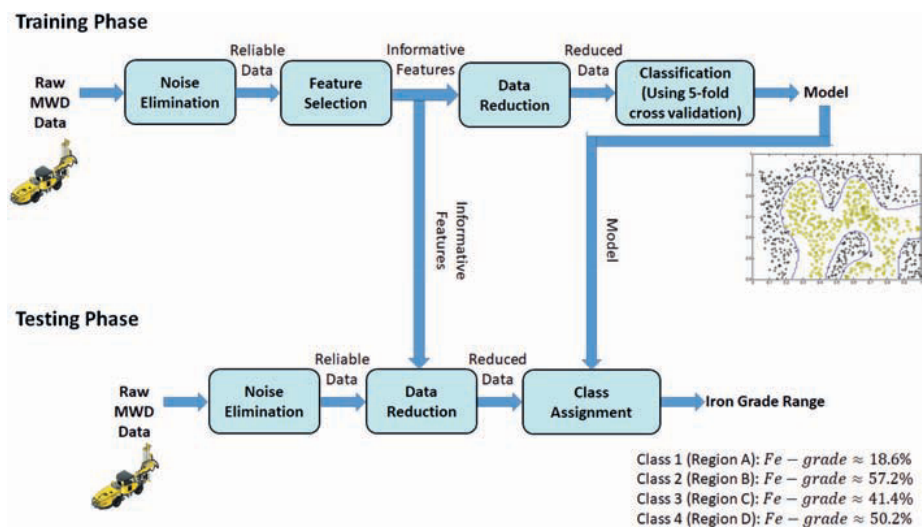 Training Phase
Raw
MWD
Data
Noise
Elimination
Reliable
Data
Feature
Selection
Informative
Features
Data
Reduction
Reduced
Data
Classification
(Using 5-fold
cross validation)
Model
Informative
Features
Model
Testing Phase
Raw
MWD
Data
Noise
Elimination
Reliable
Data
Data
Reduction
Reduced
Data
Class
Assignment
Iron Grade Range
Class 1 (Region A): Fe − grade ≈ 18.6%
Class 2 (Region B): Fe − grade ≈ 57.2%
Class 3 (Region C): Fe − grade ≈ 41.4%
Class 4 (Region D): Fe − grade ≈ 50.2%